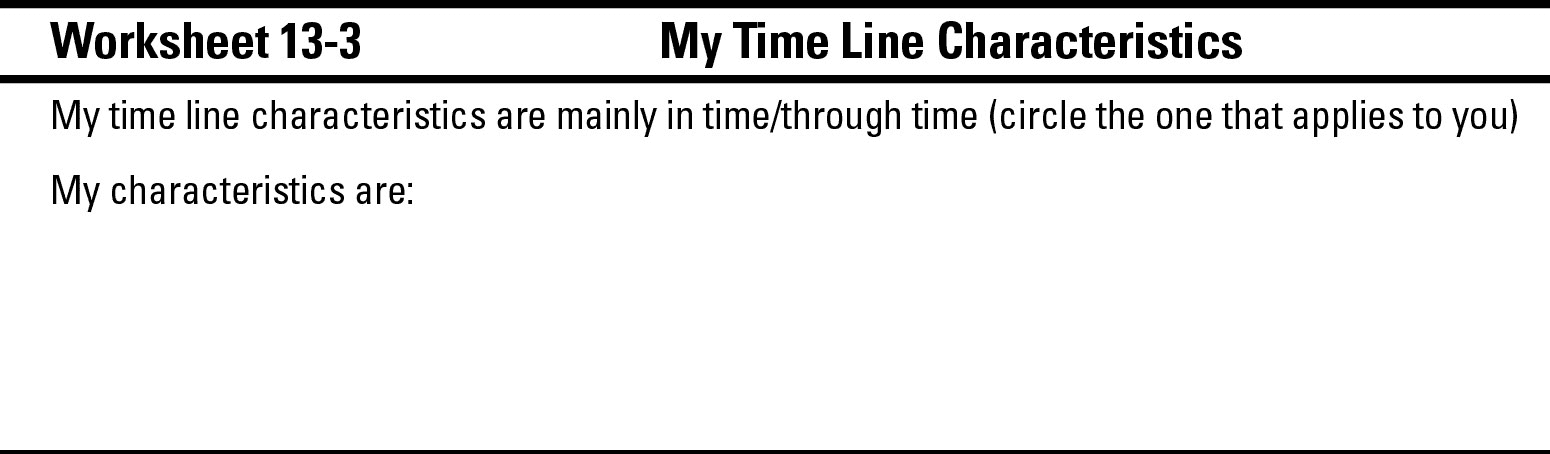 Worksheet 13-3 My Time Line Characteristics
My time line characteristics are mainly in time/through time (circle the one that applies to you)
My characteristics are: